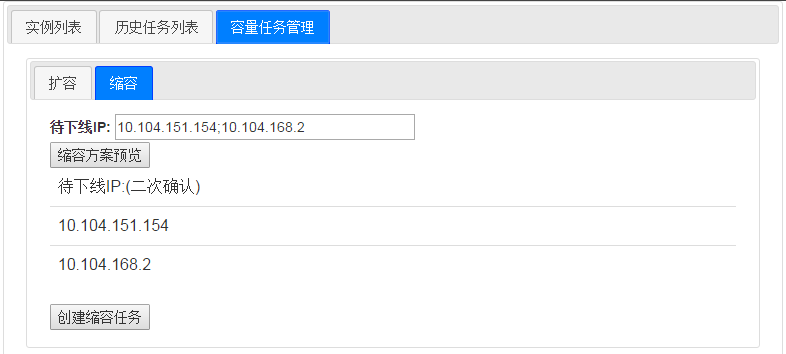 实例列表 历史任务列表 容量任务管理
扩容 缩容
待下线IP: 10.104.151.154;10.104.168.2
缩容方案预览
待下线IP:(二次确认)
10.104.151.154
10.104.168.2
创建缩容任务